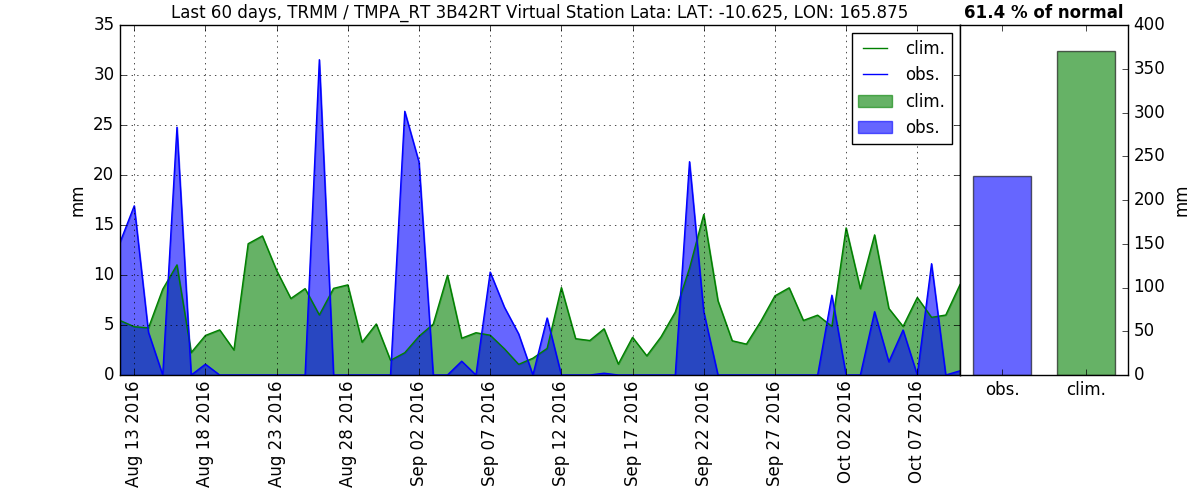 Last 60 days, TRMM / TMPA_RT 3B42RT Virtual Station Lata: LAT: -10.625, LON: 165.875
61.4 % of normal
35
30
25
20
15
10
5
0
mm
clim.
obs.
clim.
obs.
400
350
300
250
200
150
100
50
0
mm
Aug 13 2016
Aug 18 2016
Aug 23 2016
Aug 28 2016
Sep 02 2016
Sep 07 2016
Sep 12 2016
Sep 17 2016
Sep 22 2016
Sep 27 2016
Oct 02 2016
Oct 07 2016
obs.
clim.